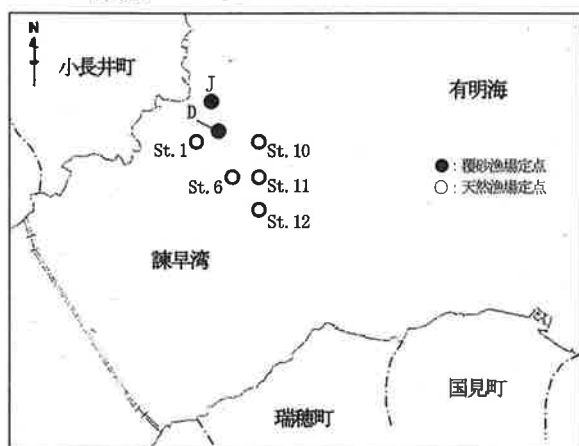 N
小長井町
有明海
J
D
St. 1
St. 10
St. 6
St. 11
St. 12
●：覆砂漁場定点
○：天然漁場定点
諫早湾
国見町
瑞穂町